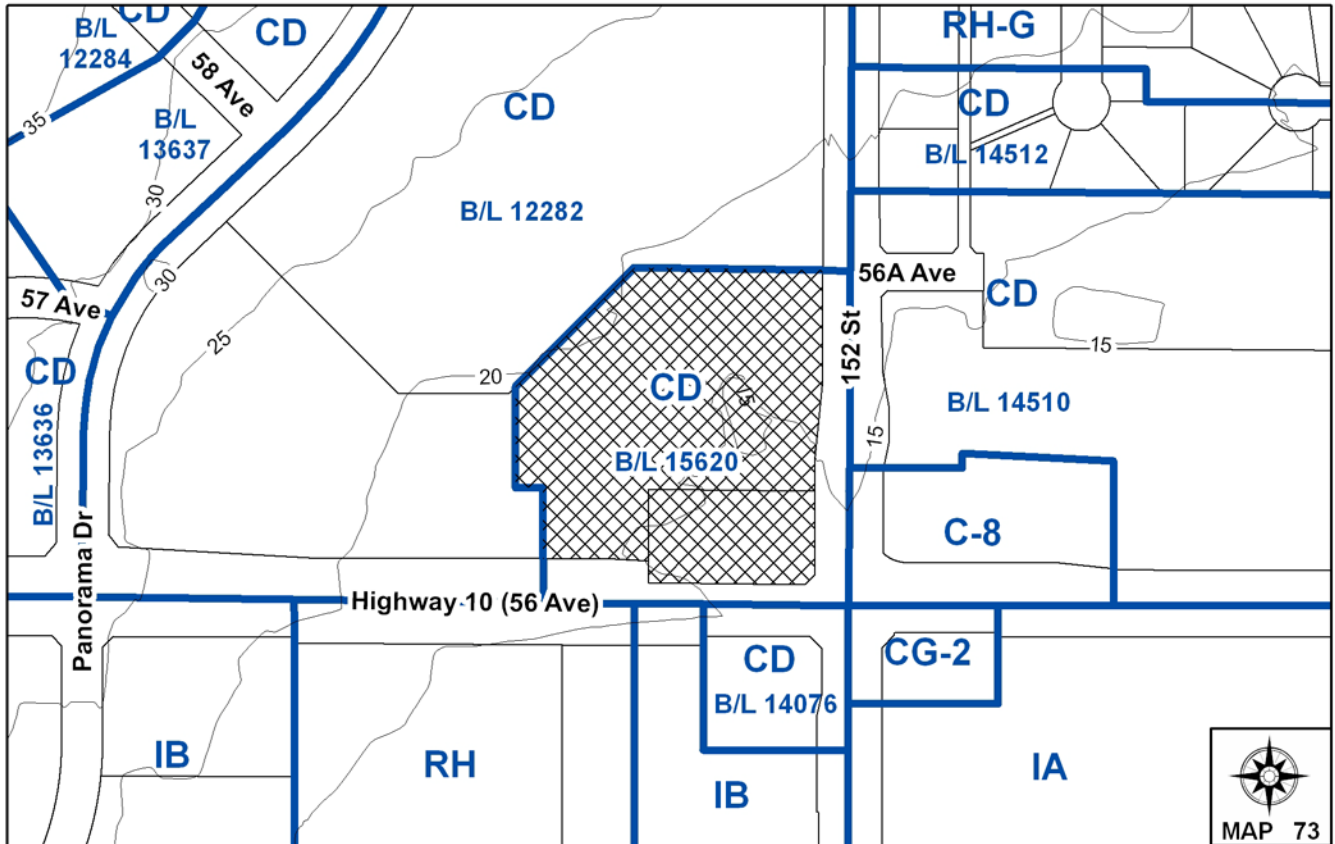 CD
B/L
12284
CD
58 Ave
RH-G
35
B/L
13637
CD
CD
B/L 14512
30
B/L 12282
30
57 Ave
56A Ave
CD
25
152 St
15
CD
20
CD
15
B/L 14510
B/L 13636
15
B/L 15620
C-8
Panorama Dr
Highway 10 (56 Ave)
CD
B/L 14076
CG-2
IB
RH
IB
IA
MAP 73